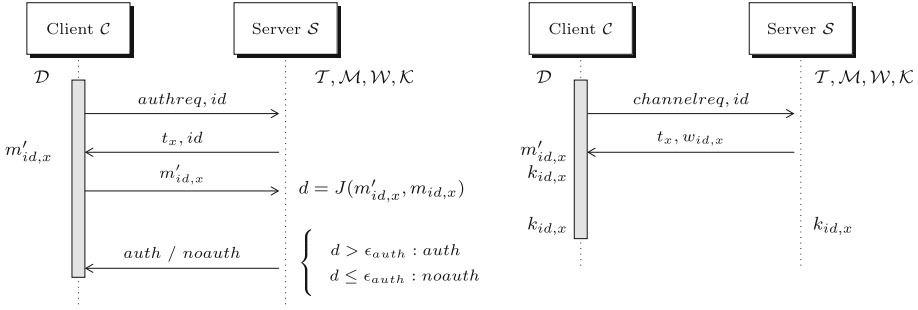 Client 𝒞
Server 𝒮
𝒟
𝒯, ℳ, 𝒲, 𝒦
authreq, id
t_x, id
m′_{id,x}
m′_{id,x}
d = J(m′_{id,x}, m_{id,x})
auth / noauth
d > ϵ_{auth} : auth
d ≤ ϵ_{auth} : noauth
Client 𝒞
Server 𝒮
𝒟
𝒯, ℳ, 𝒲, 𝒦
channelreq, id
t_x, w_{id,x}
m′_{id,x}
k_{id,x}
k_{id,x}
k_{id,x}